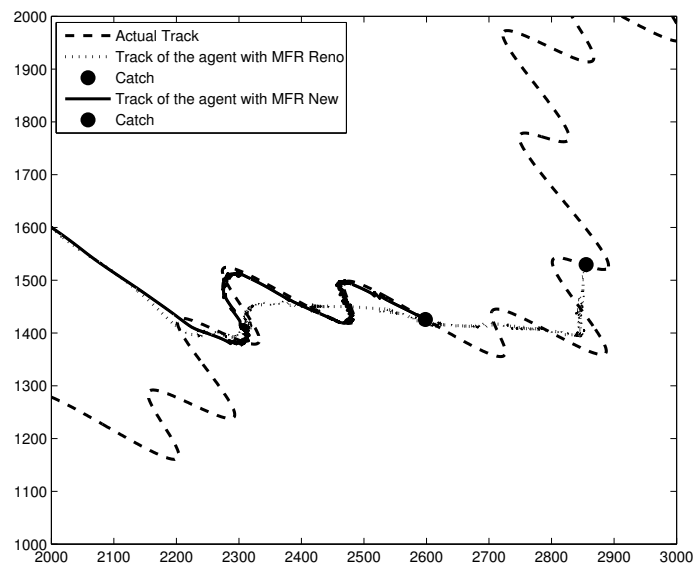 2000
Actual Track
Track of the agent with MFR Reno
Catch
Track of the agent with MFR New
Catch
1900
1800
1700
1600
1500
1400
1300
1200
1100
1000
2000 2100 2200 2300 2400 2500 2600 2700 2800 2900 3000